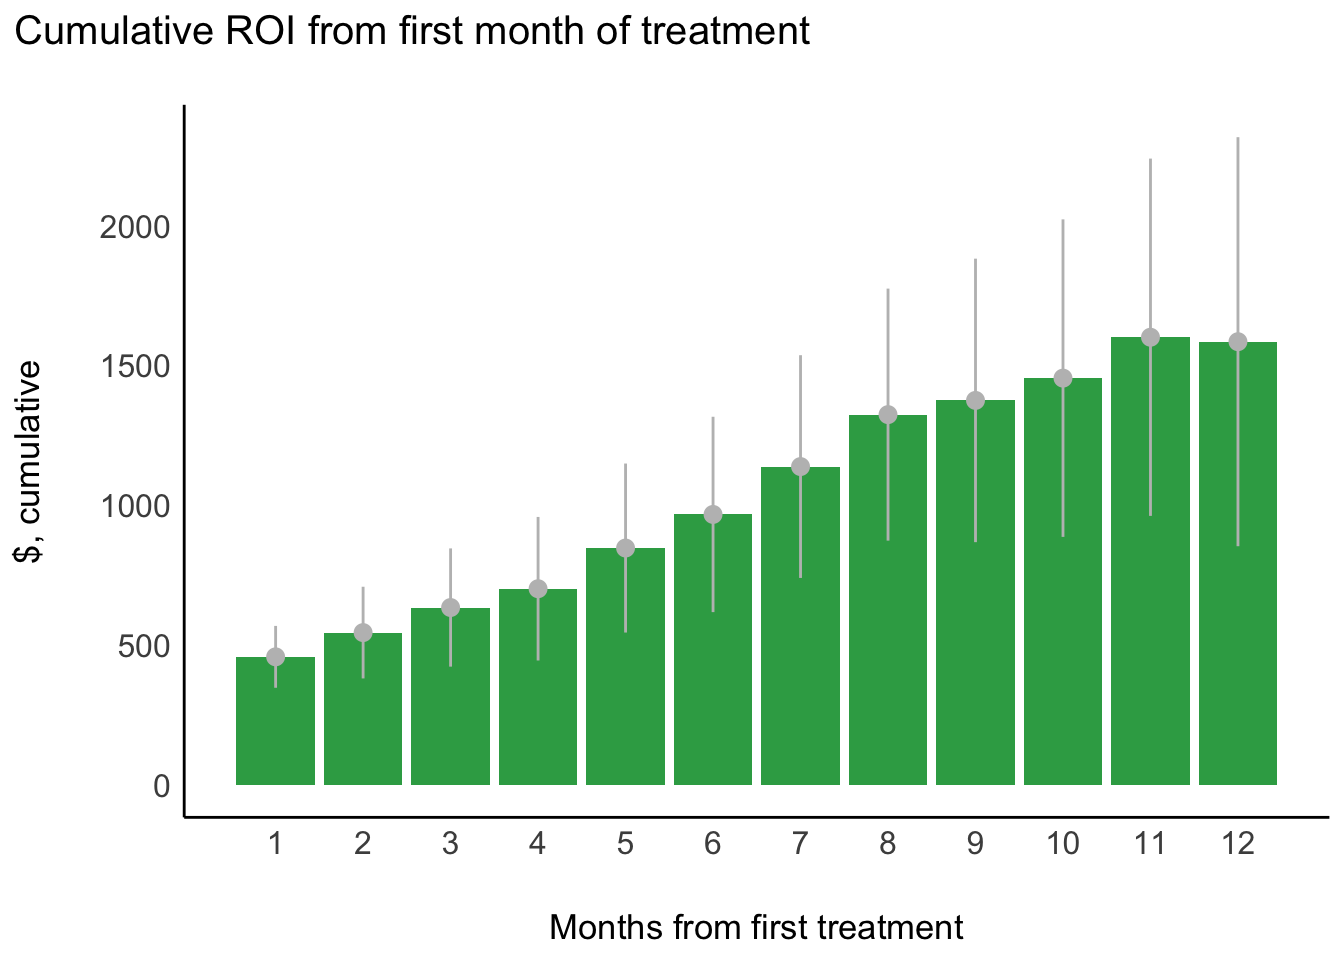 Cumulative ROI from first month of treatment
2000
1500
1000
500
0
$, cumulative
1 2 3 4 5 6 7 8 9 10 11 12
Months from first treatment